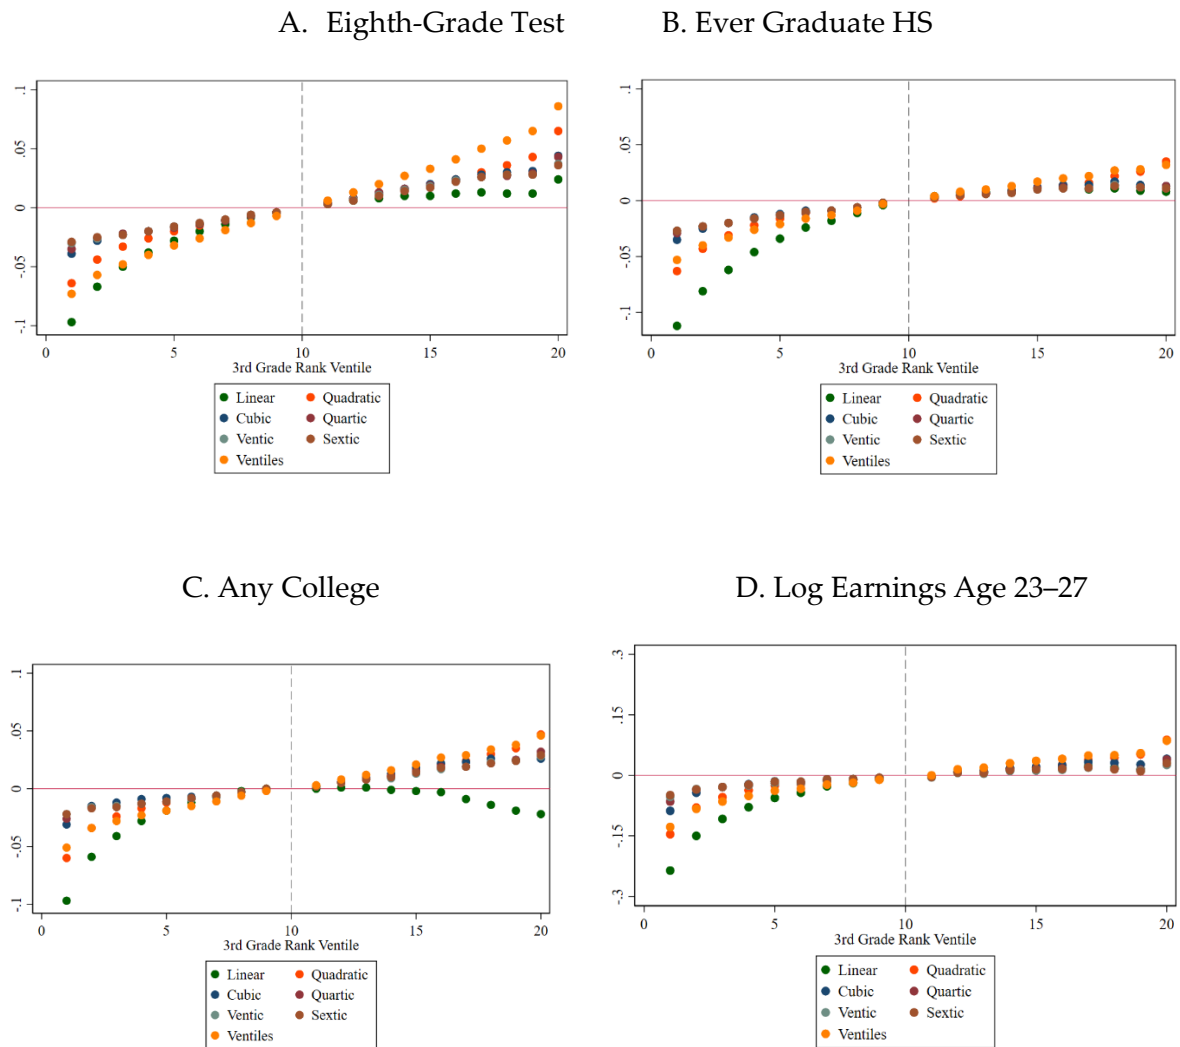 A. Eighth-Grade Test
B. Ever Graduate HS
.1
.05
0
-.05
-.1
0 5 10 15 20
3rd Grade Rank Ventile
Linear Quadratic
Cubic Quartic
Ventic Sextic
Ventiles
.1
.05
0
-.05
-.1
0 5 10 15 20
3rd Grade Rank Ventile
Linear Quadratic
Cubic Quartic
Ventic Sextic
Ventiles
C. Any College
D. Log Earnings Age 23–27
.1
.05
0
-.05
-.1
0 5 10 15 20
3rd Grade Rank Ventile
Linear Quadratic
Cubic Quartic
Ventic Sextic
Ventiles
.3
.15
0
-.15
-.3
0 5 10 15 20
3rd Grade Rank Ventile
Linear Quadratic
Cubic Quartic
Ventic Sextic
Ventiles